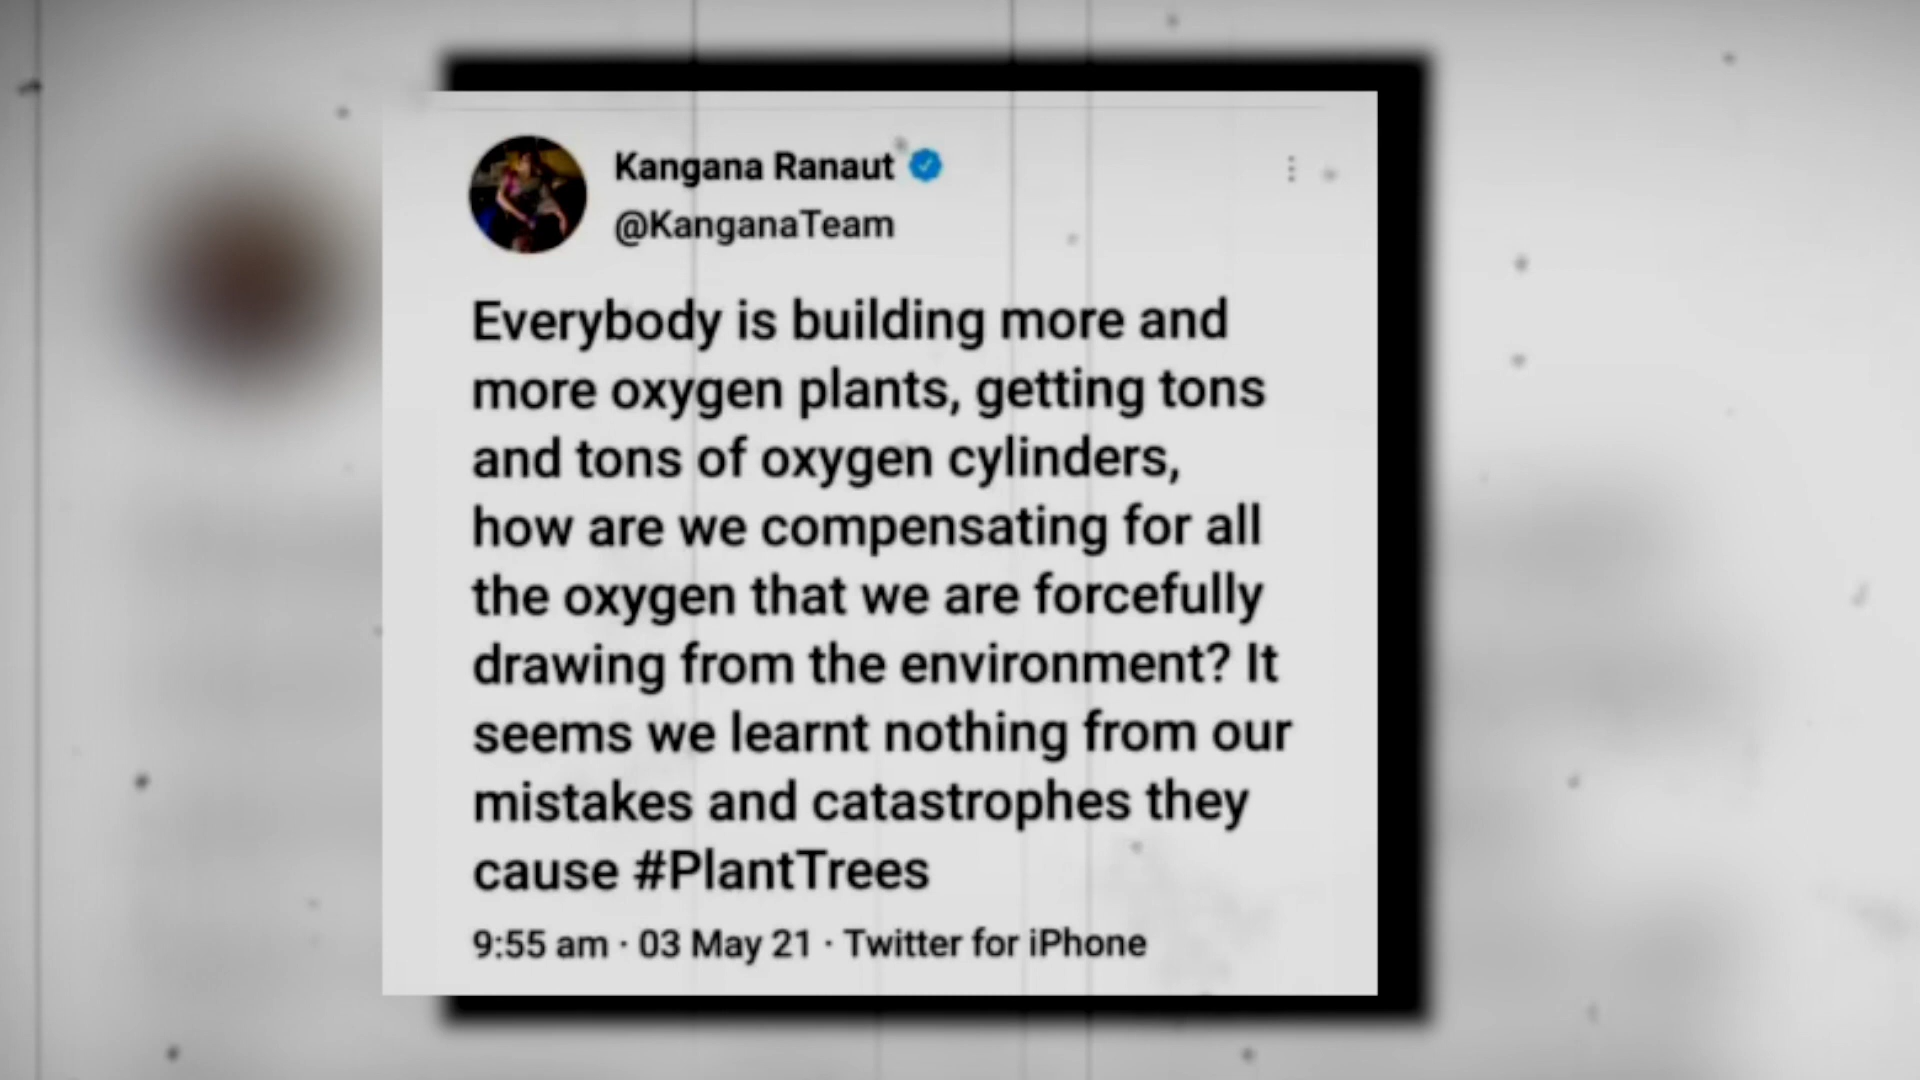 Kangana Ranaut
@KanganaTeam
Everybody is building more and
more oxygen plants, getting tons
and tons of oxygen cylinders,
how are we compensating for all
the oxygen that we are forcefully
drawing from the environment? It
seems we learnt nothing from our
mistakes and catastrophes they
cause #PlantTrees
9:55 am · 03 May 21 · Twitter for iPhone